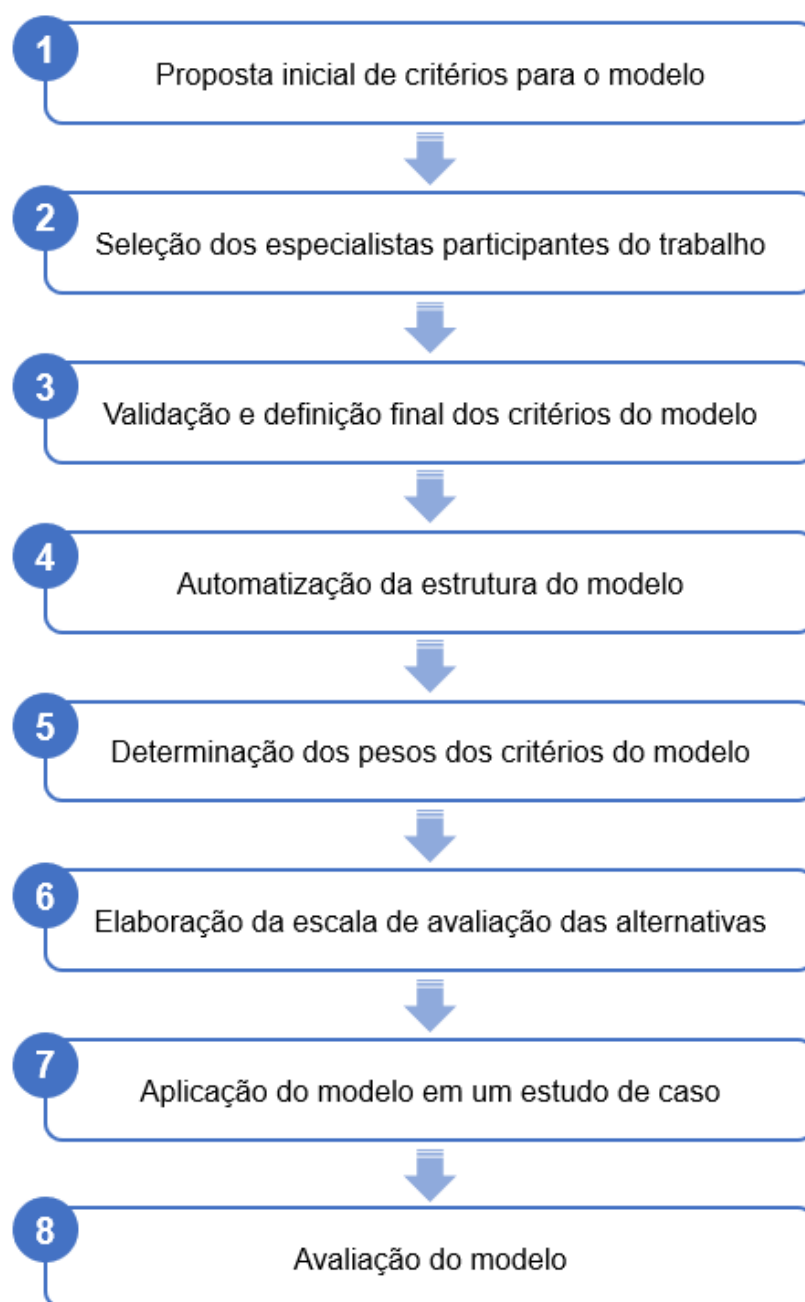 1
Proposta inicial de critérios para o modelo
2
Seleção dos especialistas participantes do trabalho
3
Validação e definição final dos critérios do modelo
4
Automatização da estrutura do modelo
5
Determinação dos pesos dos critérios do modelo
6
Elaboração da escala de avaliação das alternativas
7
Aplicação do modelo em um estudo de caso
8
Avaliação do modelo